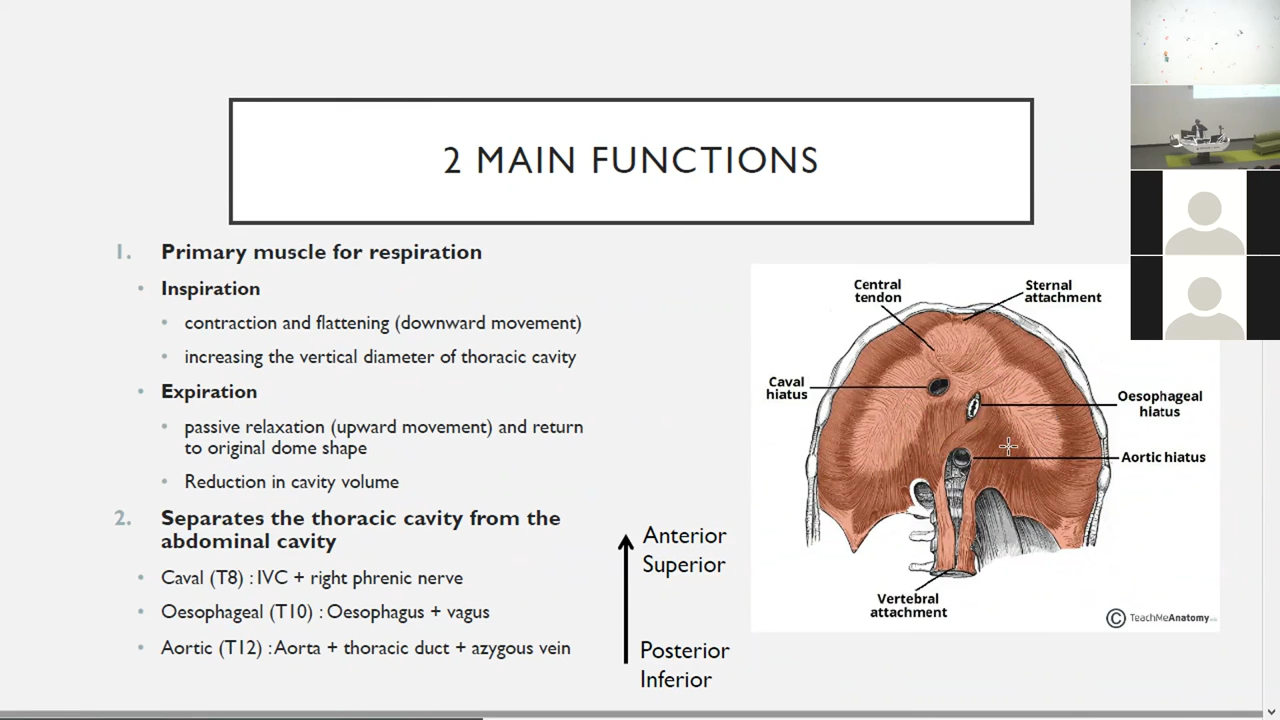 2 MAIN FUNCTIONS
1. Primary muscle for respiration
• Inspiration
• contraction and flattening (downward movement)
• increasing the vertical diameter of thoracic cavity
• Expiration
• passive relaxation (upward movement) and return
to original dome shape
• Reduction in cavity volume
2. Separates the thoracic cavity from the
abdominal cavity
• Caval (T8) : IVC + right phrenic nerve
• Oesophageal (T10) : Oesophagus + vagus
• Aortic (T12) : Aorta + thoracic duct + azygous vein
Anterior
Superior
Posterior
Inferior
Central
tendon
Sternal
attachment
Caval
hiatus
Oesophageal
hiatus
Aortic hiatus
Vertebral
attachment
© TeachMeAnatomy